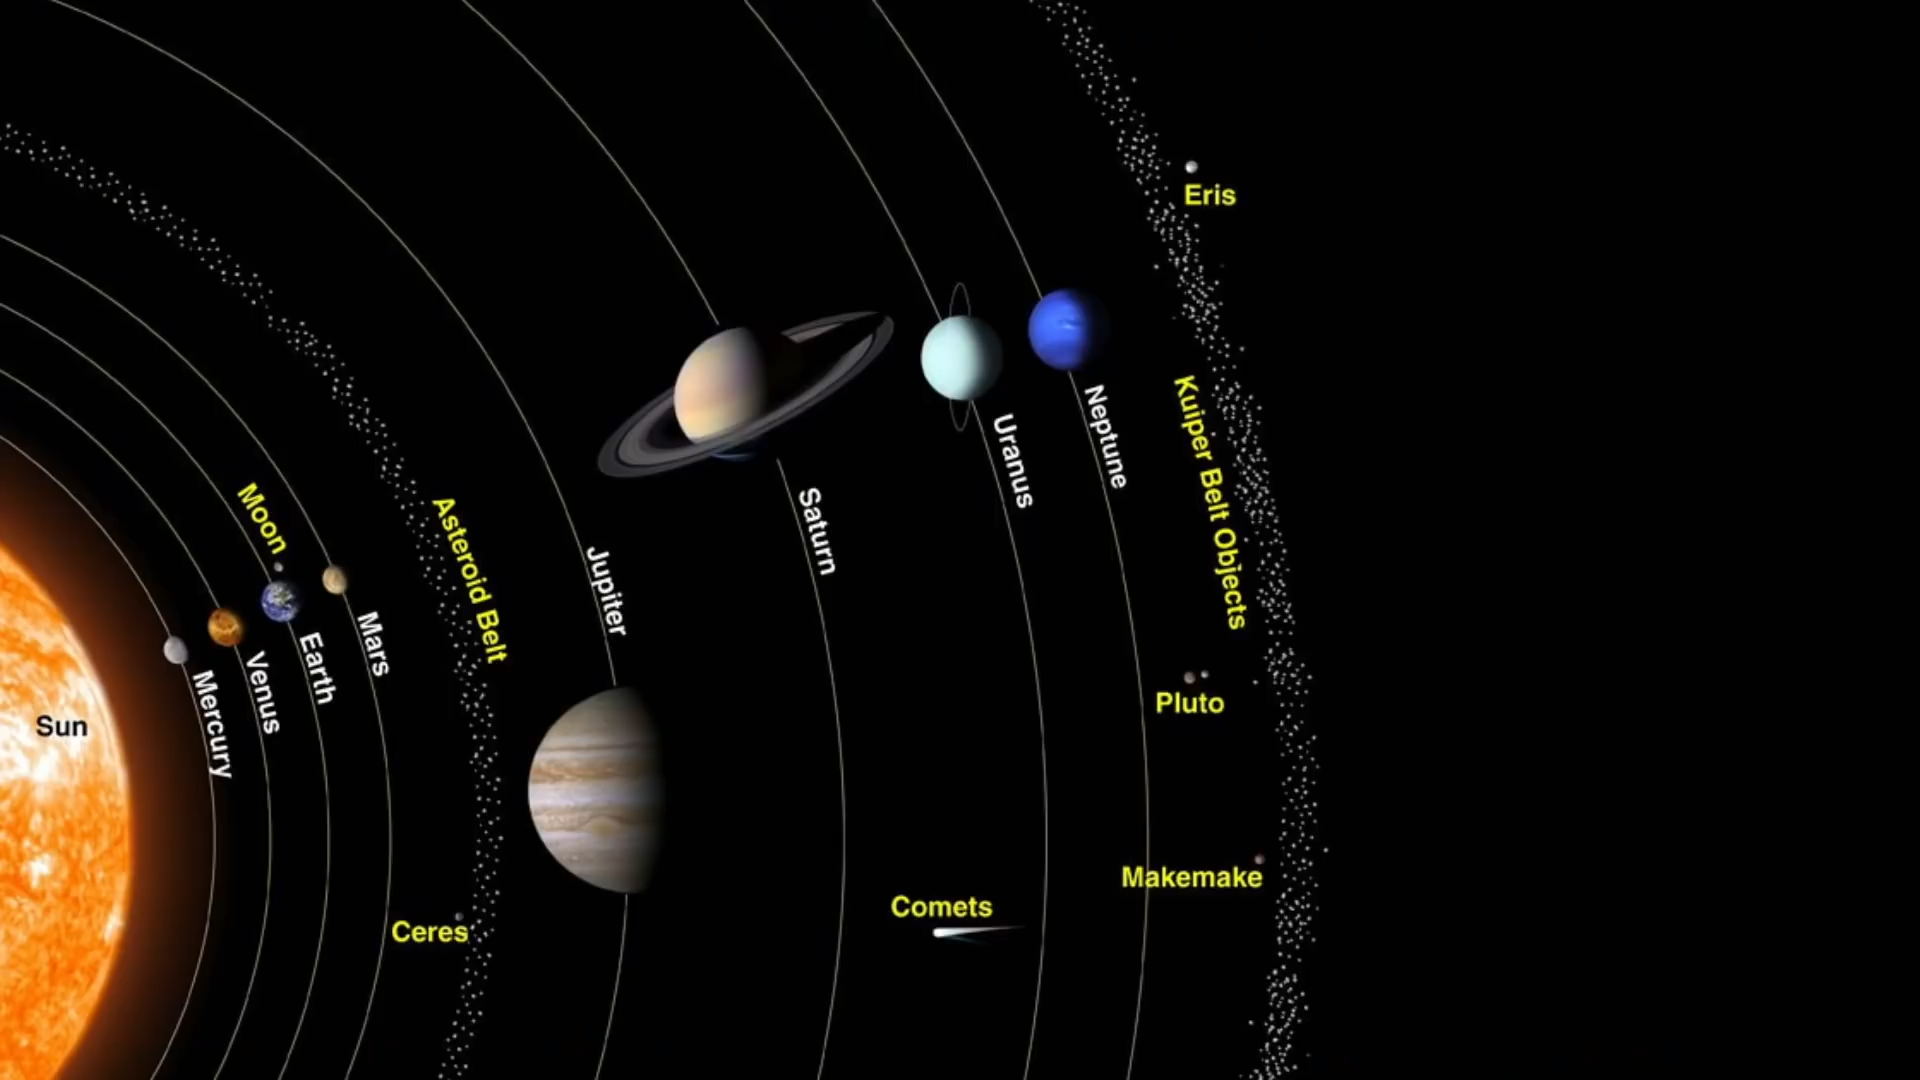 Sun
Mercury
Venus
Earth
Moon
Mars
Asteroid Belt
Ceres
Jupiter
Saturn
Uranus
Comets
Neptune
Kuiper Belt Objects
Eris
Pluto
Makemake